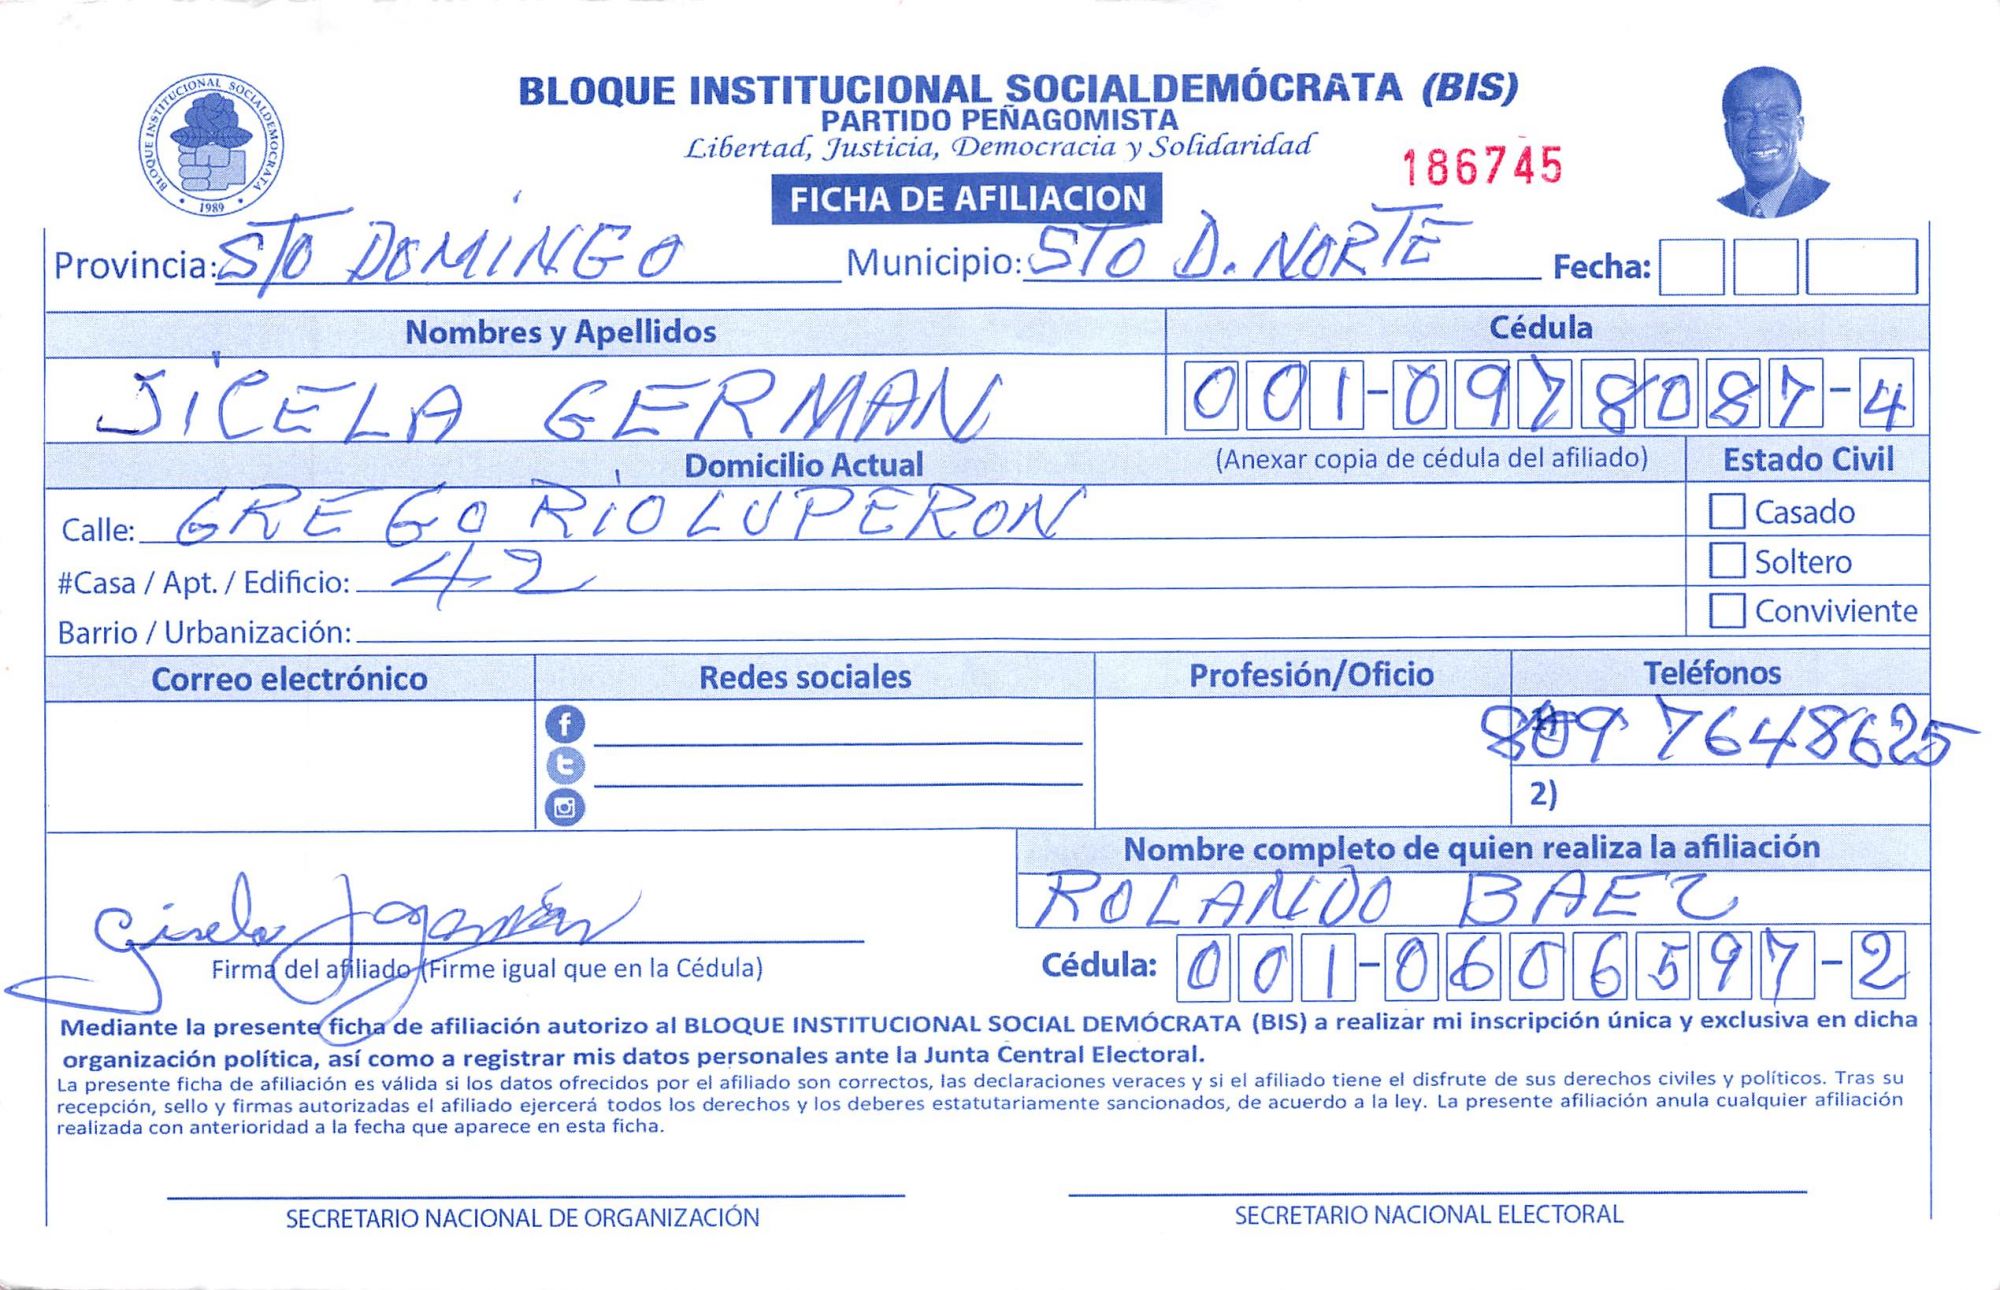 BLOQUE INSTITUCIONAL SOCIALDEMOCRATA
1989
BLOQUE INSTITUCIONAL SOCIALDEMÓCRATA (BIS)
PARTIDO PEÑAGOMISTA
Libertad, Justicia, Democracia y Solidaridad
186745
FICHA DE AFILIACION
Provincia: STO DOMINGO Municipio: STO D. NORTE Fecha:
Nombres y Apellidos Cédula
JICELA GERMAN 001-0978087-4
Domicilio Actual (Anexar copia de cédula del afiliado) Estado Civil
Calle: GREGORIO LUPERON Casado
#Casa / Apt. / Edificio: 42 Soltero
Barrio / Urbanización: Conviviente
Correo electrónico Redes sociales Profesión/Oficio Teléfonos
1) 809 7648625
2)
Nombre completo de quien realiza la afiliación
ROLANDO BAEZ
Gisela
Firma del afiliado (Firme igual que en la Cédula) Cédula: 001-0606597-2
Mediante la presente ficha de afiliación autorizo al BLOQUE INSTITUCIONAL SOCIAL DEMÓCRATA (BIS) a realizar mi inscripción única y exclusiva en dicha
organización política, así como a registrar mis datos personales ante la Junta Central Electoral.
La presente ficha de afiliación es válida si los datos ofrecidos por el afiliado son correctos, las declaraciones veraces y si el afiliado tiene el disfrute de sus derechos civiles y políticos. Tras su
recepción, sello y firmas autorizadas el afiliado ejercerá todos los derechos y los deberes estatutariamente sancionados, de acuerdo a la ley. La presente afiliación anula cualquier afiliación
realizada con anterioridad a la fecha que aparece en esta ficha.
SECRETARIO NACIONAL DE ORGANIZACIÓN SECRETARIO NACIONAL ELECTORAL